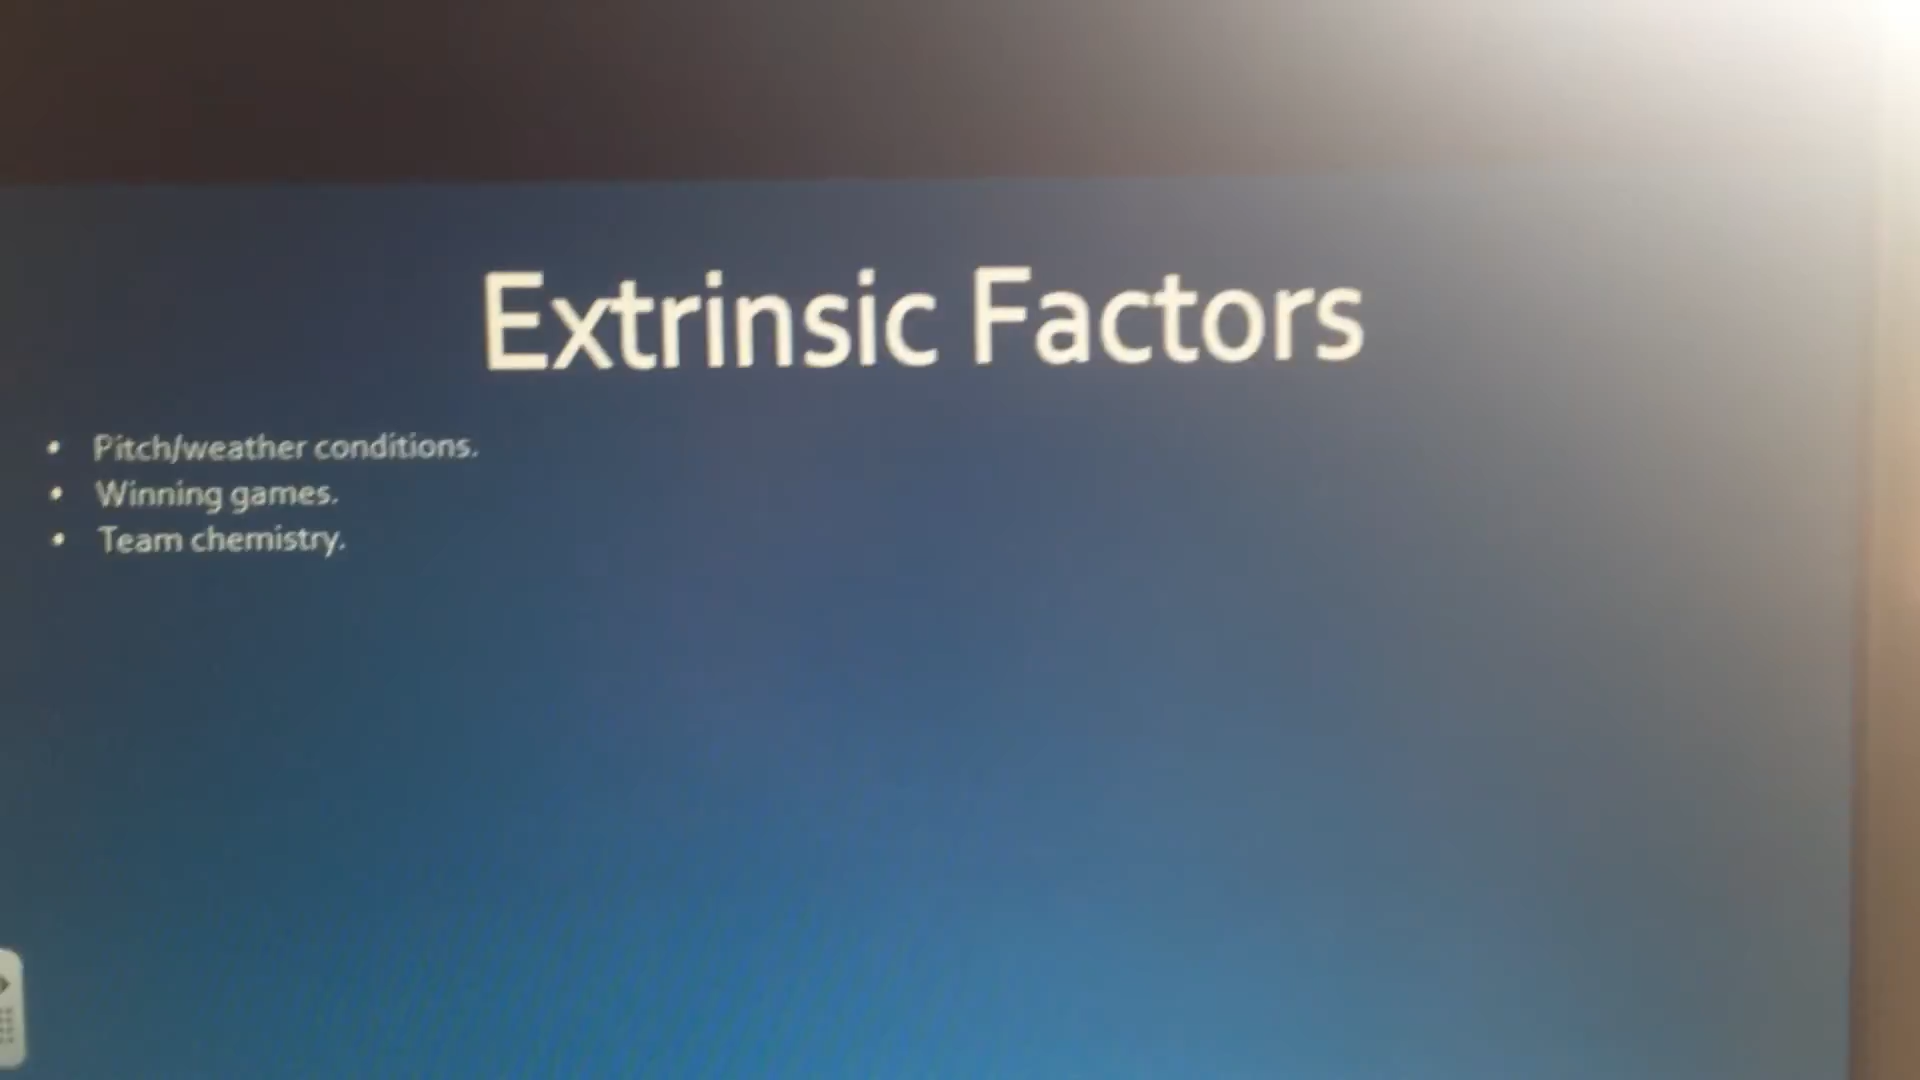 Extrinsic Factors
• Pitch/weather conditions.
• Winning games.
• Team chemistry.